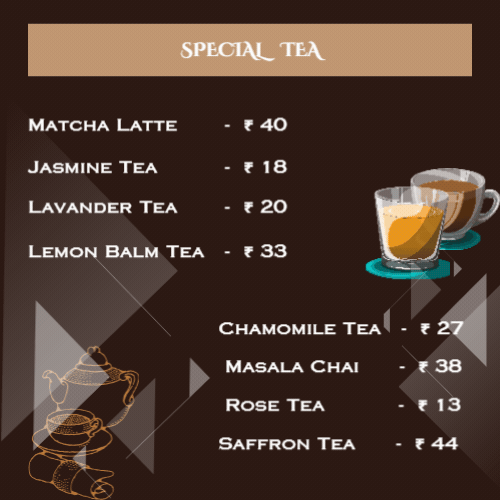 SPECIAL TEA
MATCHA LATTE - ₹ 40
JASMINE TEA - ₹ 18
LAVANDER TEA - ₹ 20
LEMON BALM TEA - ₹ 33
CHAMOMILE TEA - ₹ 27
MASALA CHAI - ₹ 38
ROSE TEA - ₹ 13
SAFFRON TEA - ₹ 44